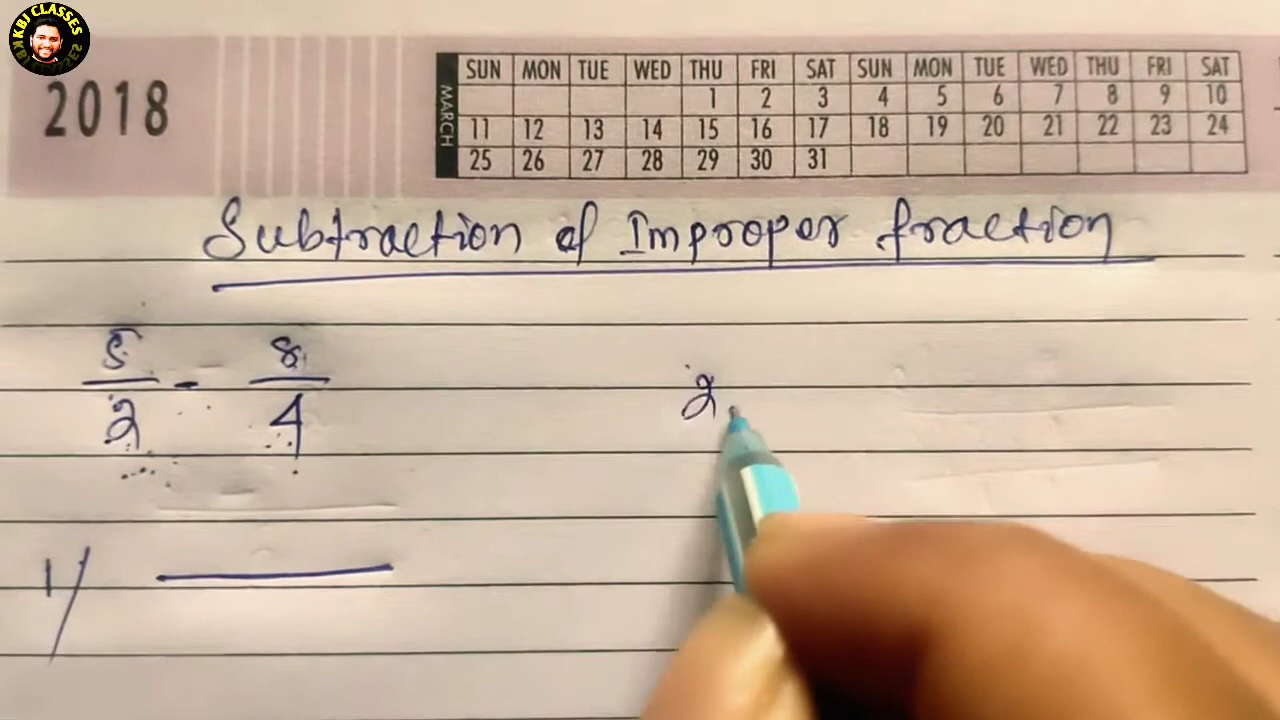 KBJ CLASSES
KBJ CLASSES
2018
MARCH
SUN MON TUE WED THU FRI SAT SUN MON TUE WED THU FRI SAT
1 2 3 4 5 6 7 8 9 10
11 12 13 14 15 16 17 18 19 20 21 22 23 24
25 26 27 28 29 30 31
Subtraction of Improper fraction
5/2 - 8/4
2
1/